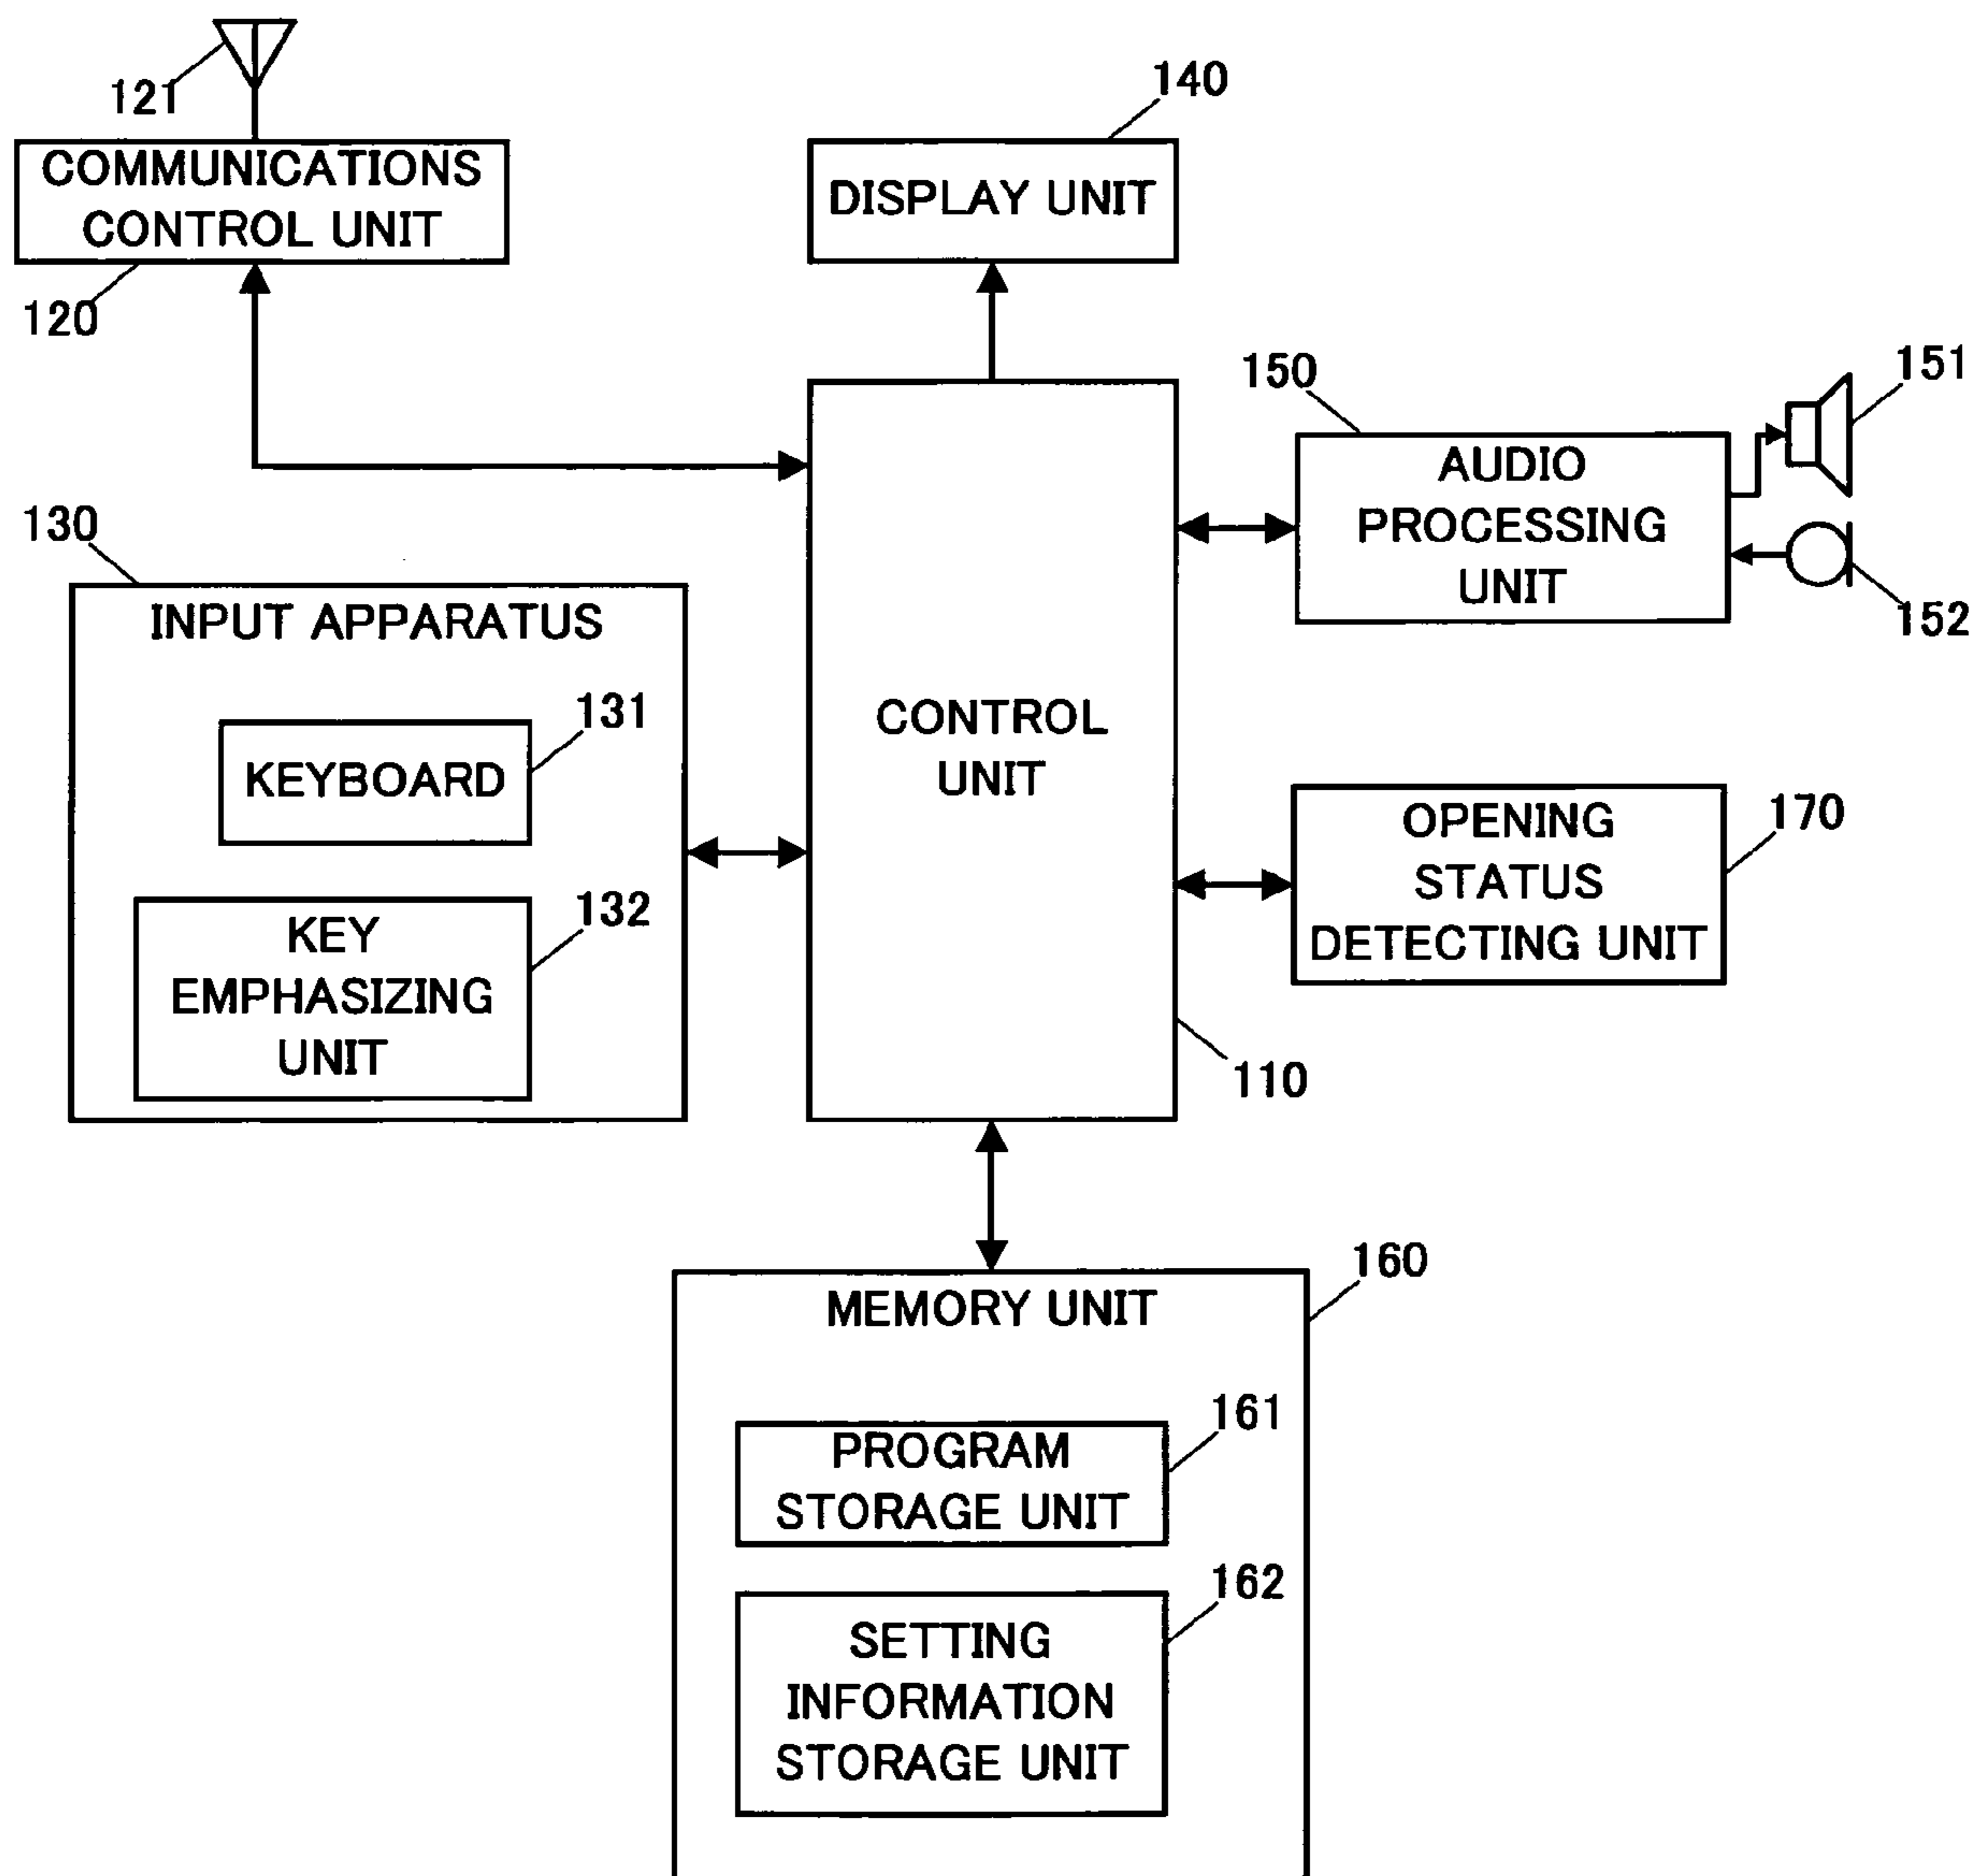 121
COMMUNICATIONS
CONTROL UNIT
120
140
DISPLAY UNIT
150
151
AUDIO
PROCESSING
UNIT
152
130
INPUT APPARATUS
131
KEYBOARD
132
KEY
EMPHASIZING
UNIT
CONTROL
UNIT
110
170
OPENING
STATUS
DETECTING UNIT
160
MEMORY UNIT
161
PROGRAM
STORAGE UNIT
162
SETTING
INFORMATION
STORAGE UNIT